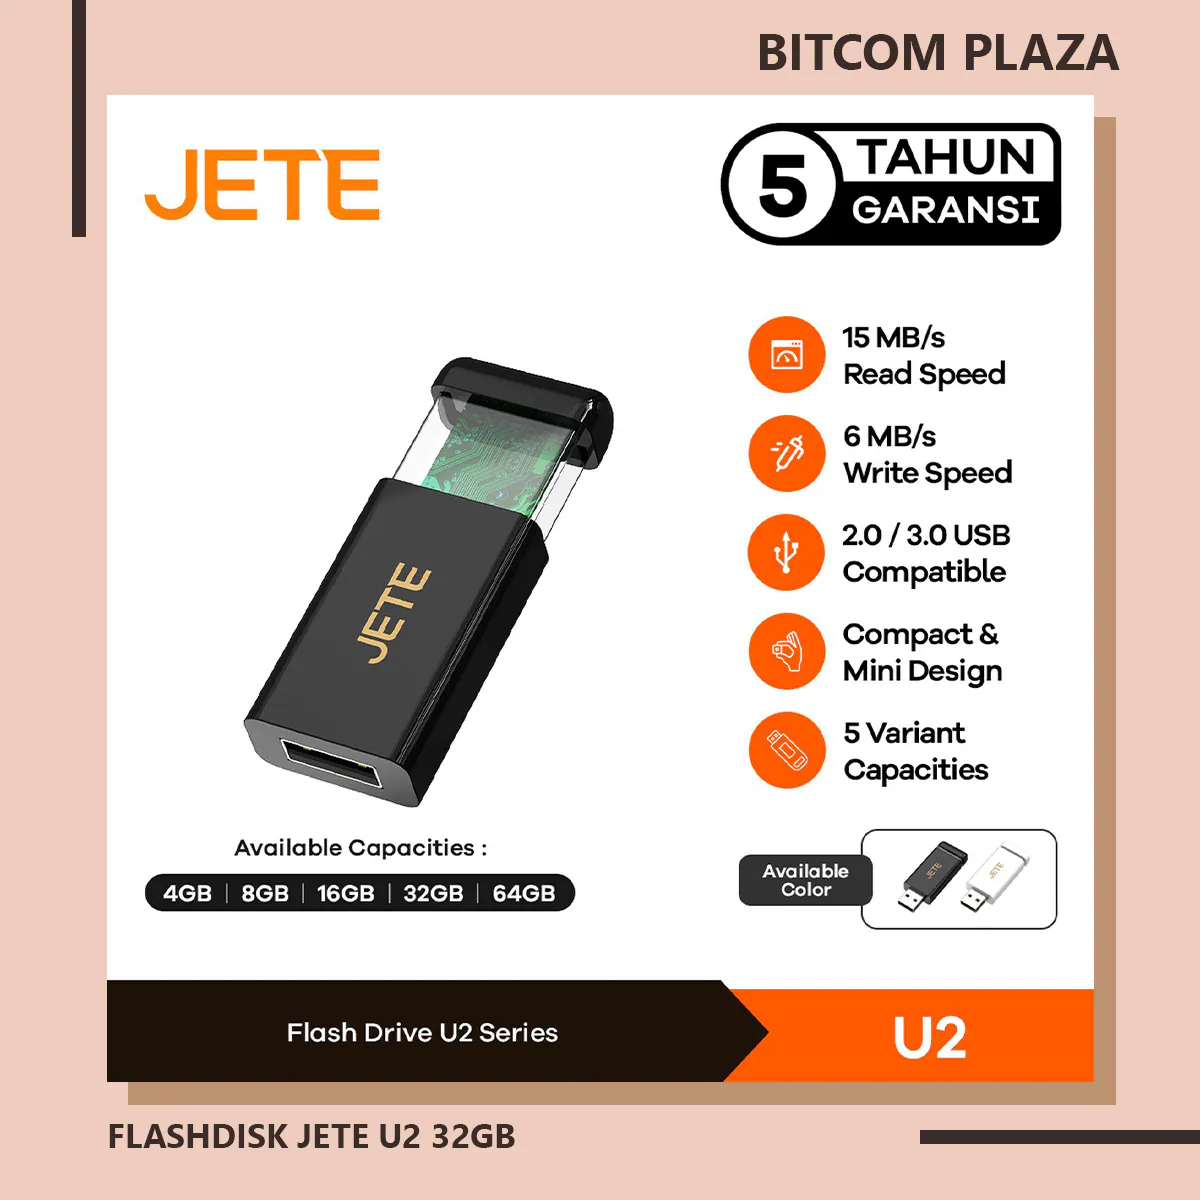 BITCOM PLAZA
JETE
5 TAHUN
GARANSI
15 MB/s
Read Speed
6 MB/s
Write Speed
2.0 / 3.0 USB
Compatible
Compact &
Mini Design
5 Variant
Capacities
JETE
Available Capacities :
4GB | 8GB | 16GB | 32GB | 64GB
Available
Color
JETE
JETE
Flash Drive U2 Series
U2
FLASHDISK JETE U2 32GB